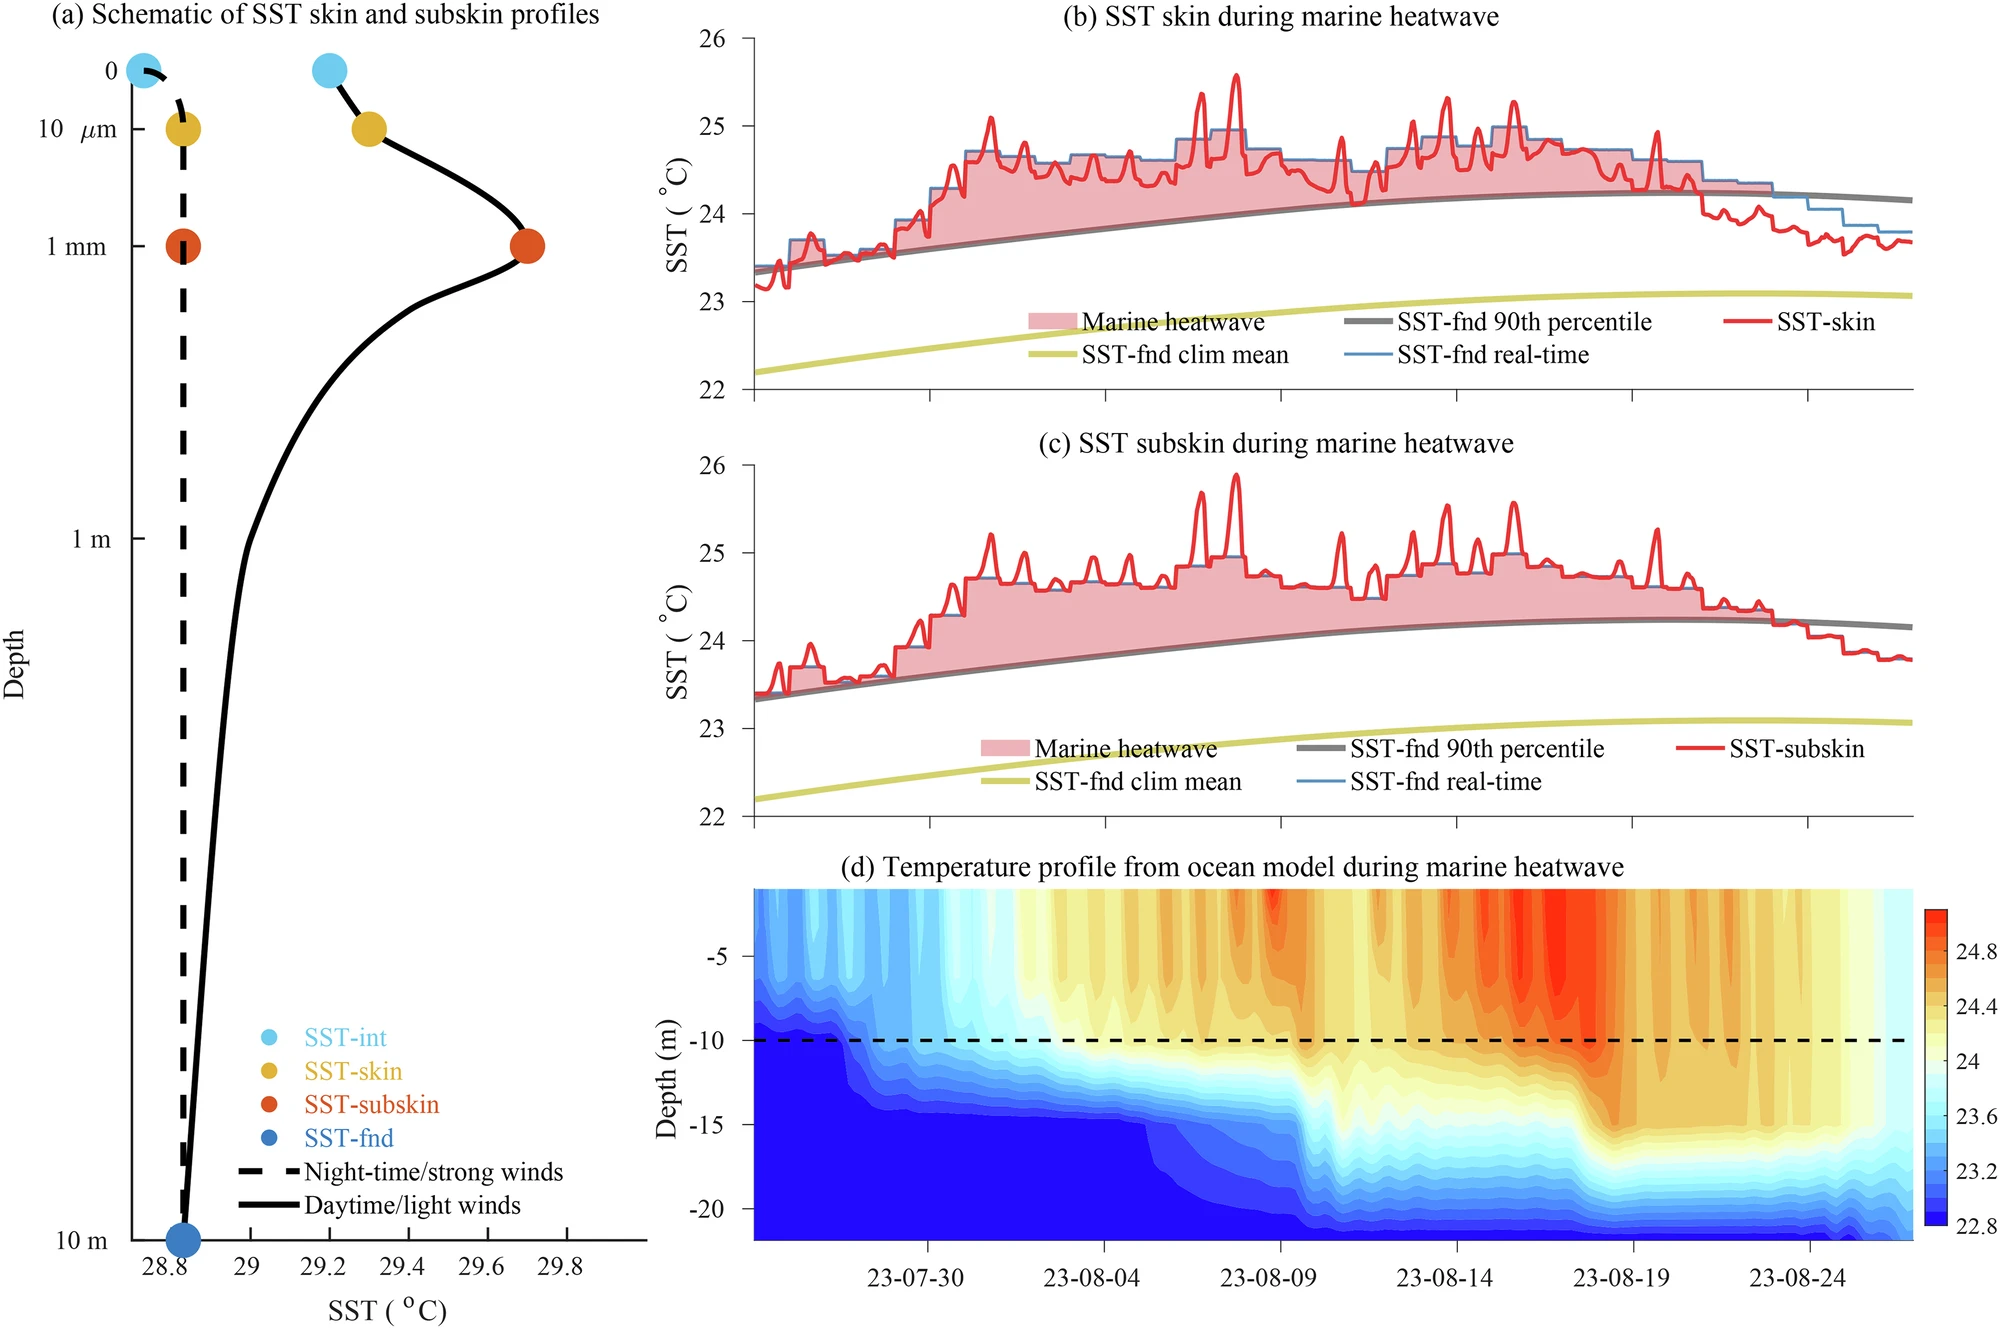 (a) Schematic of SST skin and subskin profiles
0
10 μm
1 mm
1 m
10 m
Depth
28.8 29 29.2 29.4 29.6 29.8
SST ( °C)
SST-int
SST-skin
SST-subskin
SST-fnd
Night-time/strong winds
Daytime/light winds
(b) SST skin during marine heatwave
26
25
24
23
22
SST ( °C)
Marine heatwave SST-fnd 90th percentile SST-skin
SST-fnd clim mean SST-fnd real-time
(c) SST subskin during marine heatwave
26
25
24
23
22
SST ( °C)
Marine heatwave SST-fnd 90th percentile SST-subskin
SST-fnd clim mean SST-fnd real-time
(d) Temperature profile from ocean model during marine heatwave
-5
-10
-15
-20
Depth (m)
23-07-30 23-08-04 23-08-09 23-08-14 23-08-19 23-08-24
24.8
24.4
24
23.6
23.2
22.8